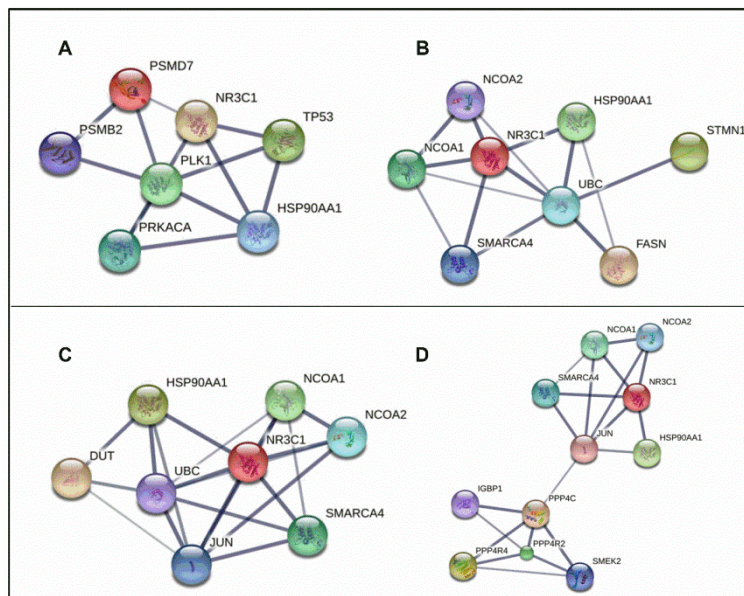 A
PSMD7
NR3C1
TP53
PSMB2
PLK1
HSP90AA1
PRKACA
B
NCOA2
HSP90AA1
STMN1
NCOA1
NR3C1
UBC
SMARCA4
FASN
C
HSP90AA1
NCOA1
NCOA2
NR3C1
DUT
UBC
SMARCA4
JUN
D
NCOA1
NCOA2
SMARCA4
NR3C1
JUN
HSP90AA1
IGBP1
PPP4C
PPP4R2
PPP4R4
SMEK2